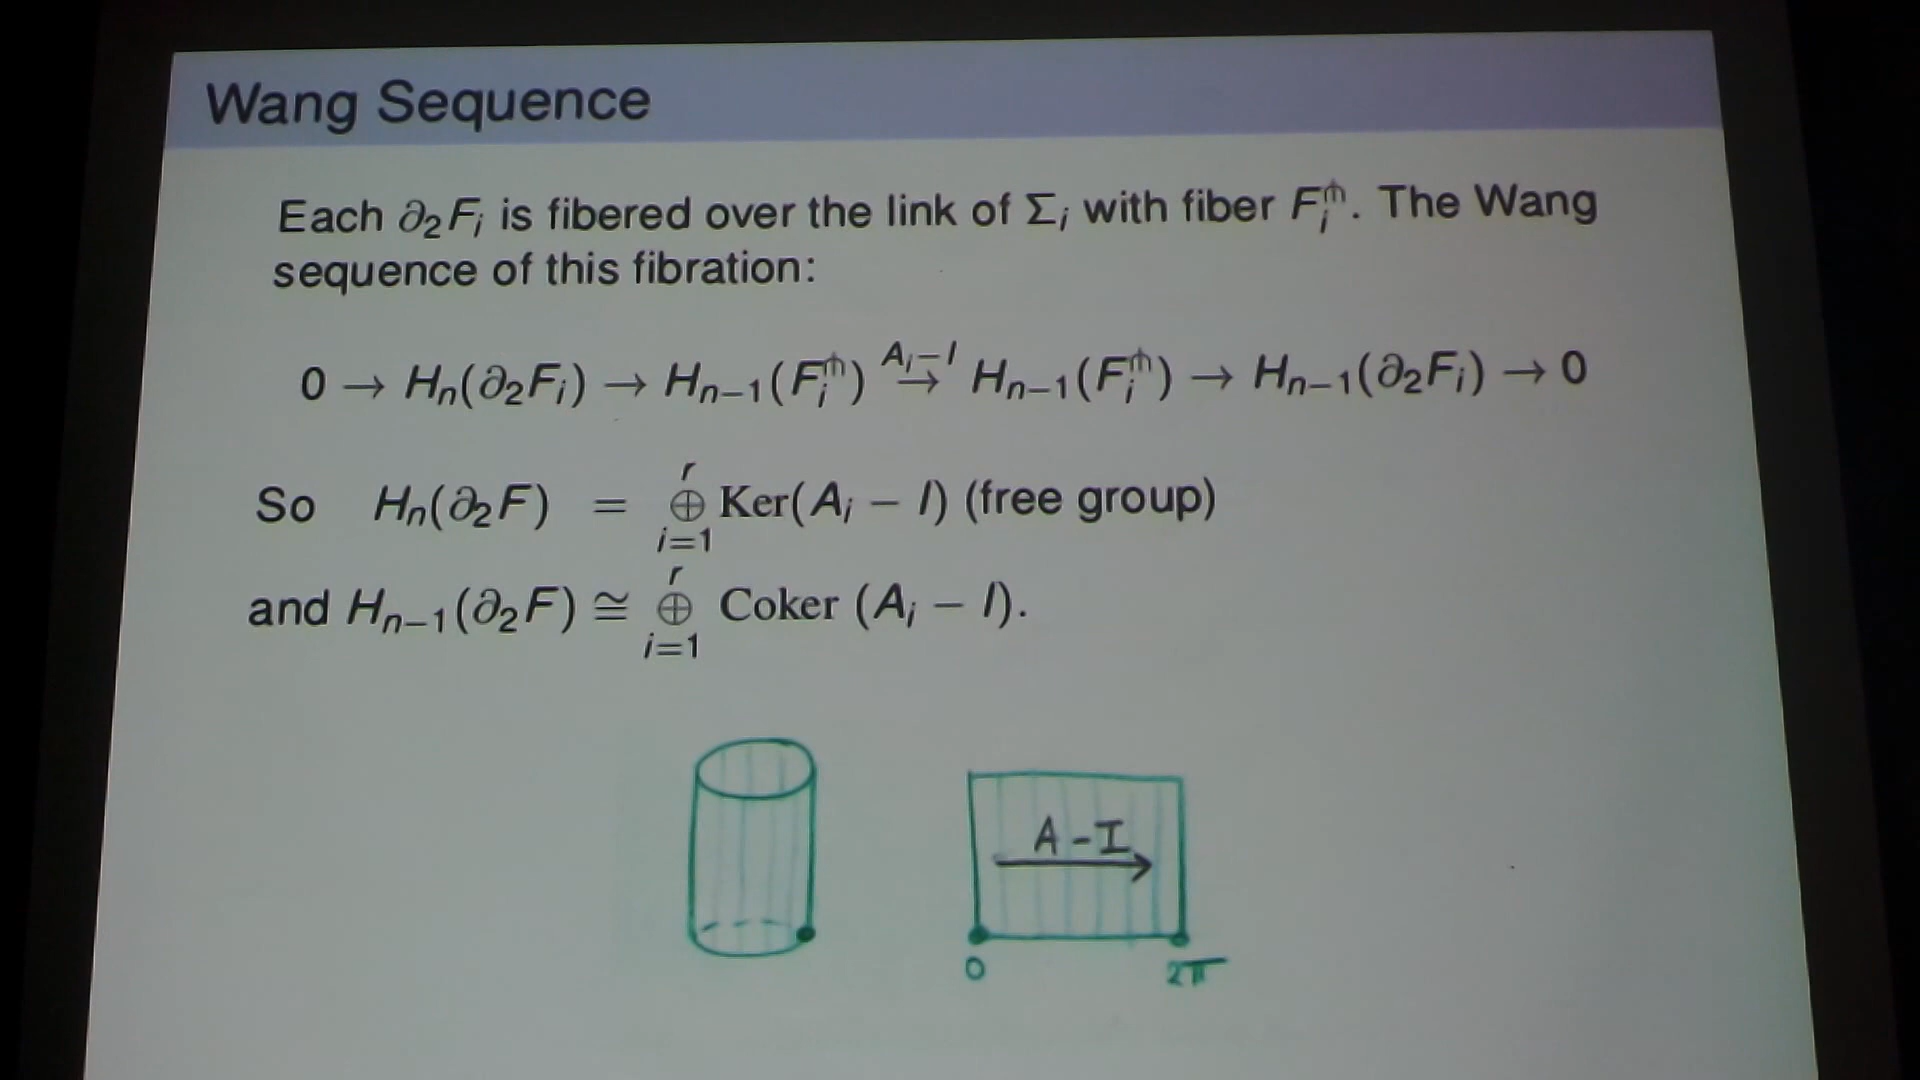 Wang Sequence
Each ∂₂Fᵢ is fibered over the link of Σᵢ with fiber Fᵢ^⋔. The Wang
sequence of this fibration:
0 → Hₙ(∂₂Fᵢ) → Hₙ₋₁(Fᵢ^⋔) →^{Aᵢ−I} Hₙ₋₁(Fᵢ^⋔) → Hₙ₋₁(∂₂Fᵢ) → 0
So Hₙ(∂₂F) = ⊕_{i=1}^{r} Ker(Aᵢ − I) (free group)
and Hₙ₋₁(∂₂F) ≅ ⊕_{i=1}^{r} Coker (Aᵢ − I).
A - I
0 2π